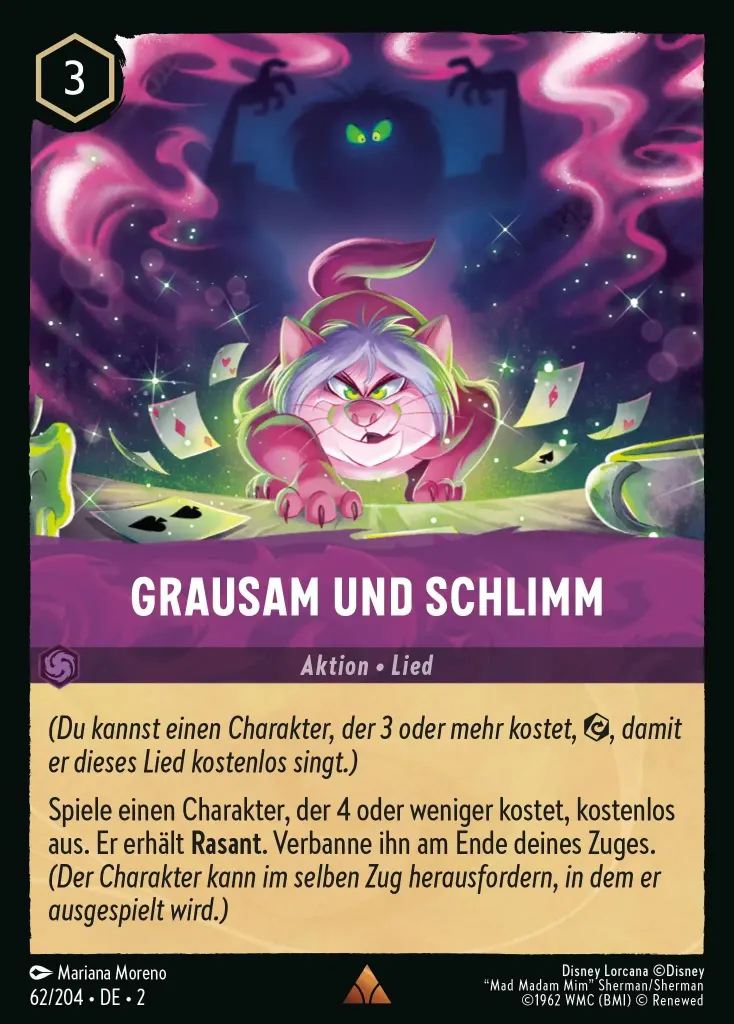 3
GRAUSAM UND SCHLIMM
Aktion • Lied
(Du kannst einen Charakter, der 3 oder mehr kostet, , damit
er dieses Lied kostenlos singt.)
Spiele einen Charakter, der 4 oder weniger kostet, kostenlos
aus. Er erhält Rasant. Verbanne ihn am Ende deines Zuges.
(Der Charakter kann im selben Zug herausfordern, in dem er
ausgespielt wird.)
Mariana Moreno
62/204 • DE • 2
Disney Lorcana ©Disney
“Mad Madam Mim” Sherman/Sherman
©1962 WMC (BMI) © Renewed